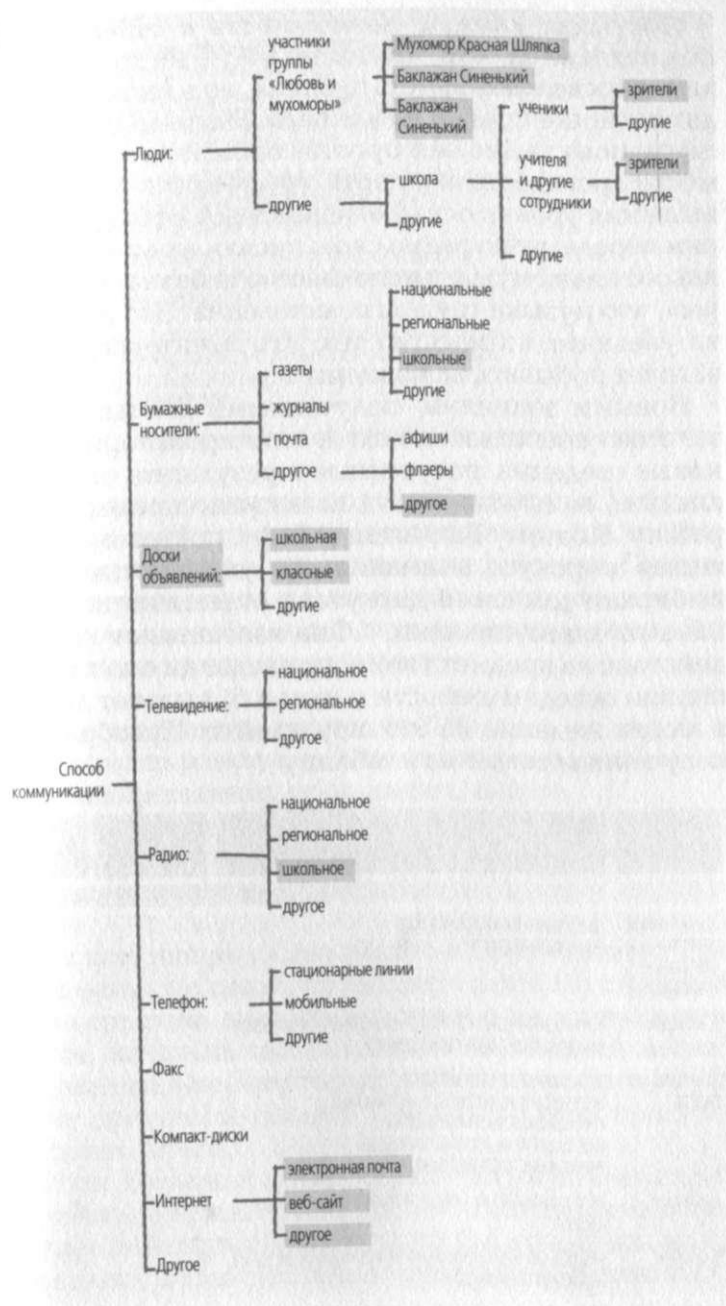 участники
группы
«Любовь и
мухоморы»
Мухомор Красная Шляпка
Баклажан Синенький
Баклажан
Синенький
Люди:
другие
школа
другие
ученики
зрители
другие
учителя
и другие
сотрудники
зрители
другие
другие
Бумажные
носители:
газеты
журналы
почта
другое
национальные
региональные
школьные
другие
афиши
флаеры
другое
Доски
объявлений:
школьная
классные
другие
Телевидение:
национальное
региональное
другое
Способ
коммуникации
Радио:
национальное
региональное
школьное
другое
Телефон:
стационарные линии
мобильные
другие
Факс
Компакт-диски
Интернет
электронная почта
веб-сайт
другое
Другое